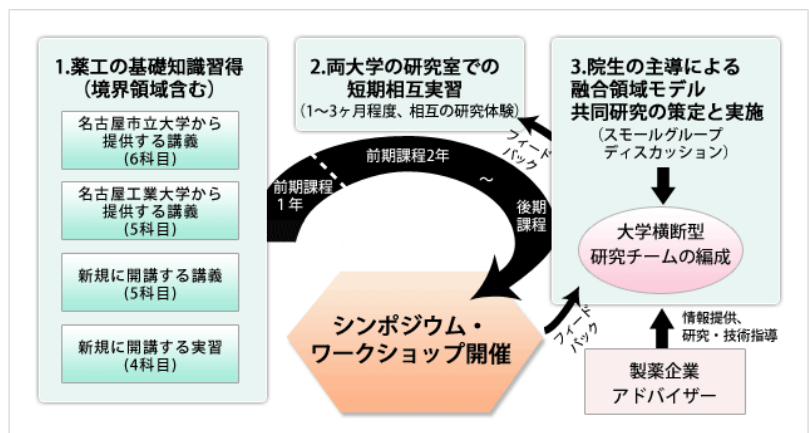 1.薬工の基礎知識習得
(境界領域含む)
名古屋市立大学から
提供する講義
(6科目)
名古屋工業大学から
提供する講義
(5科目)
新規に開講する講義
(5科目)
新規に開講する実習
(4科目)
2.両大学の研究室での
短期相互実習
(1〜3ヶ月程度、相互の研究体験)
前期課程
1年
前期課程2年
〜
後期
課程
シンポジウム・
ワークショップ開催
フィード
バック
フィード
バック
3.院生の主導による
融合領域モデル
共同研究の策定と実施
(スモールグループ
ディスカッション)
大学横断型
研究チームの編成
情報提供、
研究・技術指導
製薬企業
アドバイザー